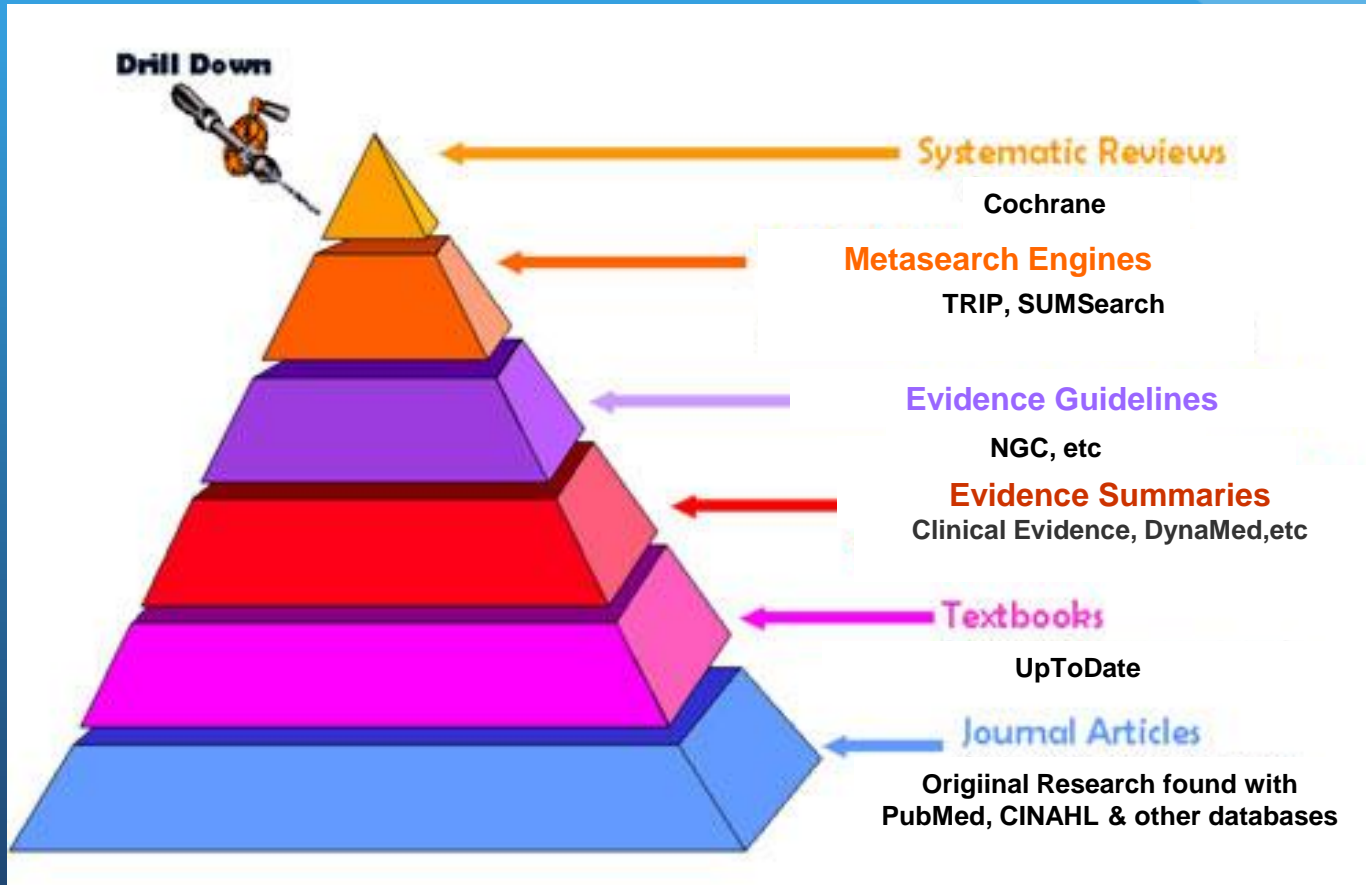 Drill Down
Systematic Reviews
Cochrane
Metasearch Engines
TRIP, SUMSearch
Evidence Guidelines
NGC, etc
Evidence Summaries
Clinical Evidence, DynaMed,etc
Textbooks
UpToDate
Journal Articles
Origiinal Research found with
PubMed, CINAHL & other databases